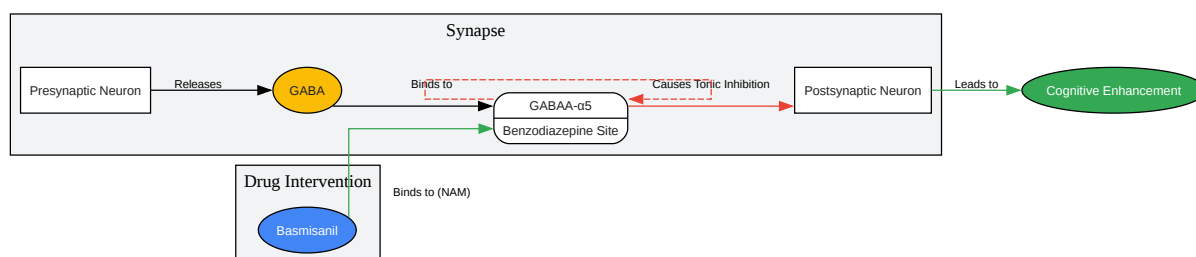 Synapse
Presynaptic Neuron
Releases
GABA
Binds to
GABAA-α5
Benzodiazepine Site
Causes Tonic Inhibition
Postsynaptic Neuron
Leads to
Cognitive Enhancement
Drug Intervention
Binds to (NAM)
Basmisanil